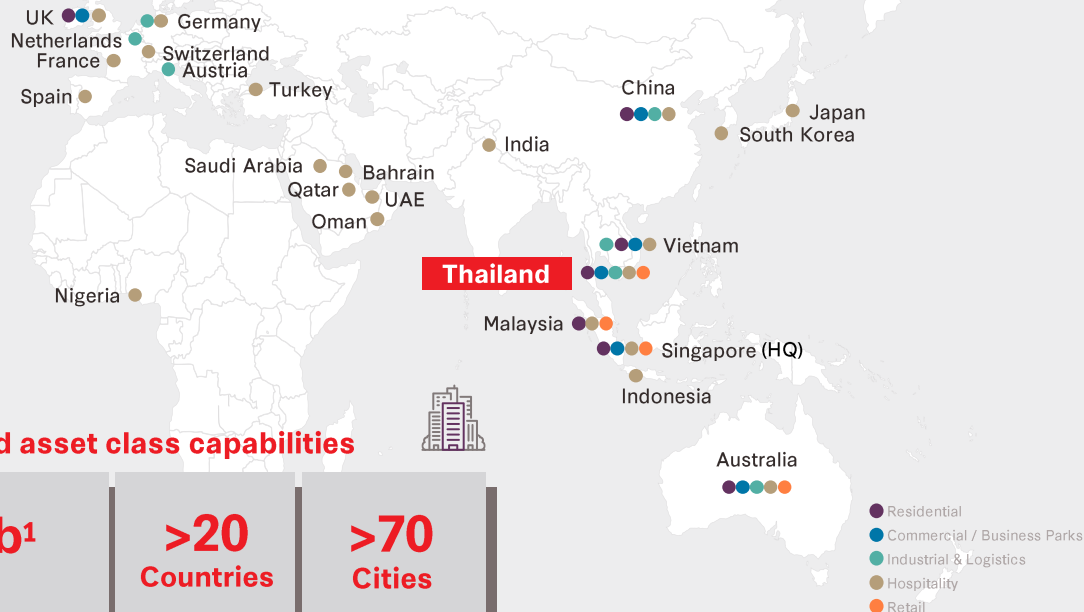 UK
Germany
Netherlands
Switzerland
France
Austria
Spain
Turkey
China
Japan
South Korea
India
Saudi Arabia
Bahrain
Qatar
UAE
Oman
Vietnam
Thailand
Nigeria
Malaysia
Singapore (HQ)
Indonesia
d asset class capabilities
Australia
b¹
>20
Countries
>70
Cities
Residential
Commercial / Business Parks
Industrial & Logistics
Hospitality
Retail